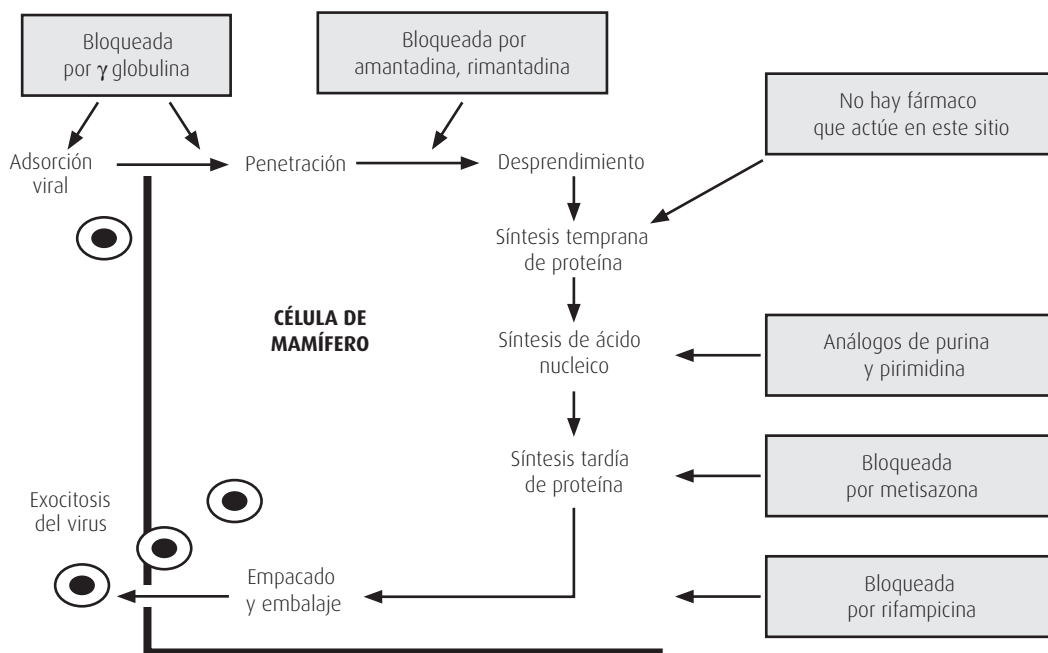 Bloqueada
por γ globulina
Bloqueada por
amantadina, rimantadina
No hay fármaco
que actúe en este sitio
Adsorción
viral
Penetración
Desprendimiento
Síntesis temprana
de proteína
CÉLULA DE
MAMÍFERO
Síntesis de ácido
nucleico
Análogos de purina
y pirimidina
Síntesis tardía
de proteína
Bloqueada
por metisazona
Exocitosis
del virus
Empacado
y embalaje
Bloqueada
por rifampicina